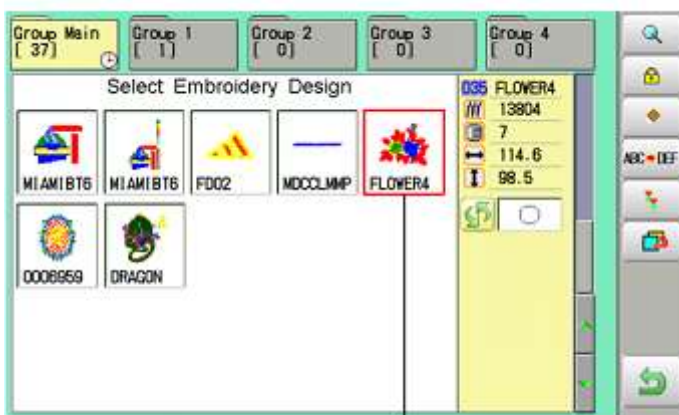 Group Main
[ 37]
Group 1
[ 1]
Group 2
[ 0]
Group 3
[ 0]
Group 4
[ 0]
Select Embroidery Design
MIAMIBT6
MIAMIBT6
FD02
MDCCLMMP
FLOWER4
0006959
DRAGON
035 FLOWER4
13804
7
114.6
98.5
ABC DEF